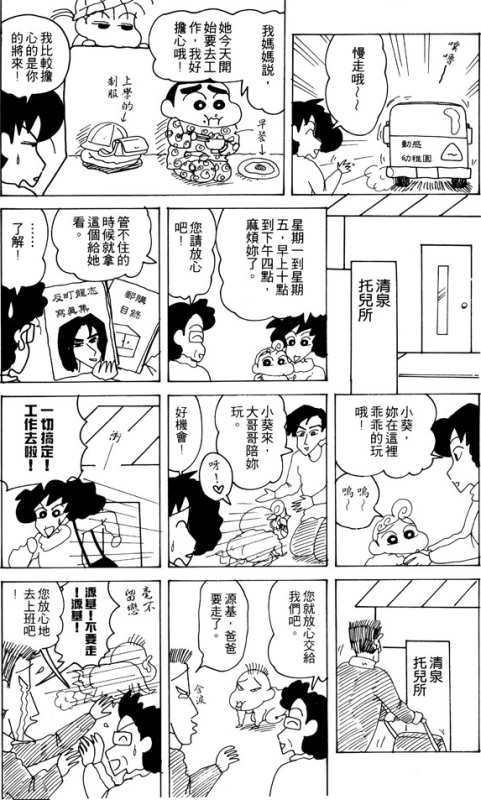 慢走哦～～
動感
幼稚園
我媽媽說，
她今天開
始要去工
作，我好
擔心哦！
早餐
上學的
制服
我比較擔
心的是你
的將來！
清泉
托兒所
星期一到星期
五，早上十點
到下午四點，
麻煩妳了。
您請放心
吧！
管不住的
時候就拿
這個給她
看。
郵購
目錄
反町龍志
寫真集
……
了解！
小葵，
妳在這裡
乖乖的玩
哦！
嗚～
嗚～
小葵來，
大哥哥陪妳
玩。
呀！♡
好機會！
一切搞定！
工作去啦！
清泉
托兒所
您就放心交給
我們吧。
源基，爸爸
要走了。
含淚
毫不
留戀
源基！不要走
！源基！
您放心地
去上班吧！